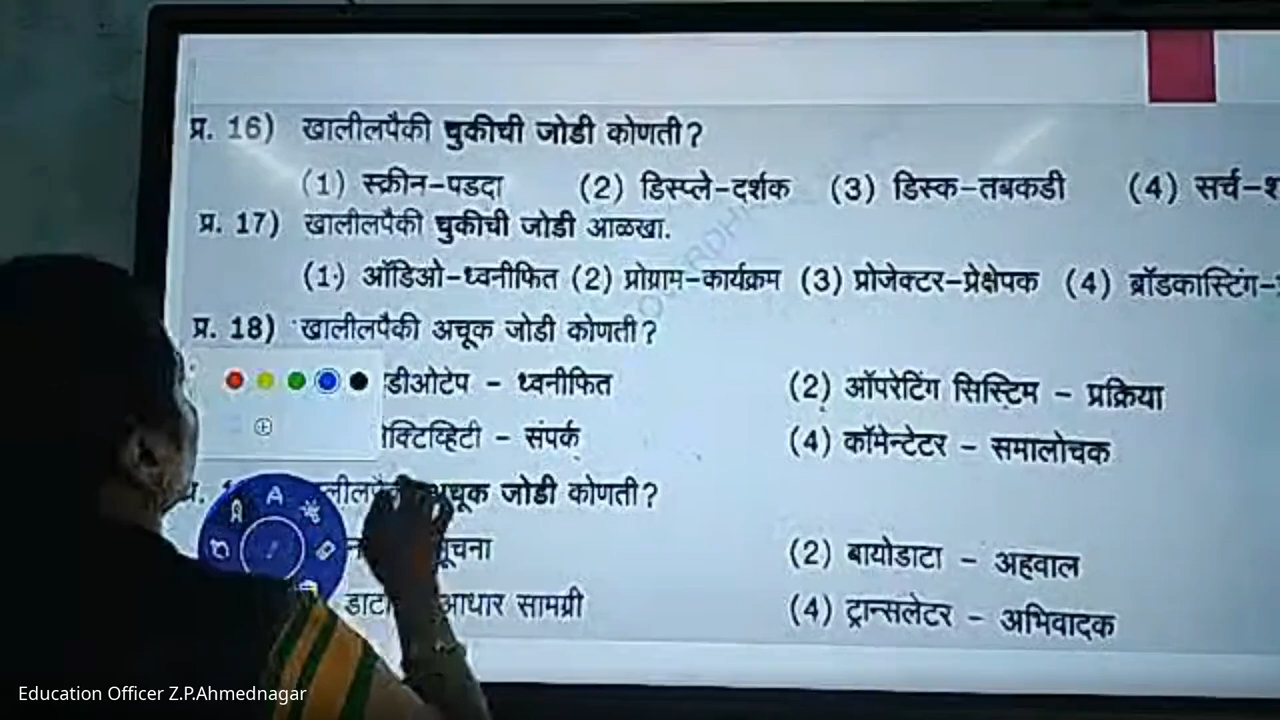 प्र. 16) खालीलपैकी चुकीची जोडी कोणती?
(1) स्क्रीन-पडदा (2) डिस्प्ले-दर्शक (3) डिस्क-तबकडी (4) सर्च-
प्र. 17) खालीलपैकी चुकीची जोडी आळखा.
(1) ऑडिओ-ध्वनीफित (2) प्रोग्राम-कार्यक्रम (3) प्रोजेक्टर-प्रेक्षेपक (4) ब्रॉडकास्टिंग-
प्र. 18) खालीलपैकी अचूक जोडी कोणती?
डीओटेप - ध्वनीफित (2) ऑपरेटिंग सिस्टिम - प्रक्रिया
क्टिव्हिटी - संपर्क (4) कॉमेन्टेटर - समालोचक
अचूक जोडी कोणती?
(2) बायोडाटा - अहवाल
डाटा आधार सामग्री (4) ट्रान्सलेटर - अभिवादक
Education Officer Z.P.Ahmednagar